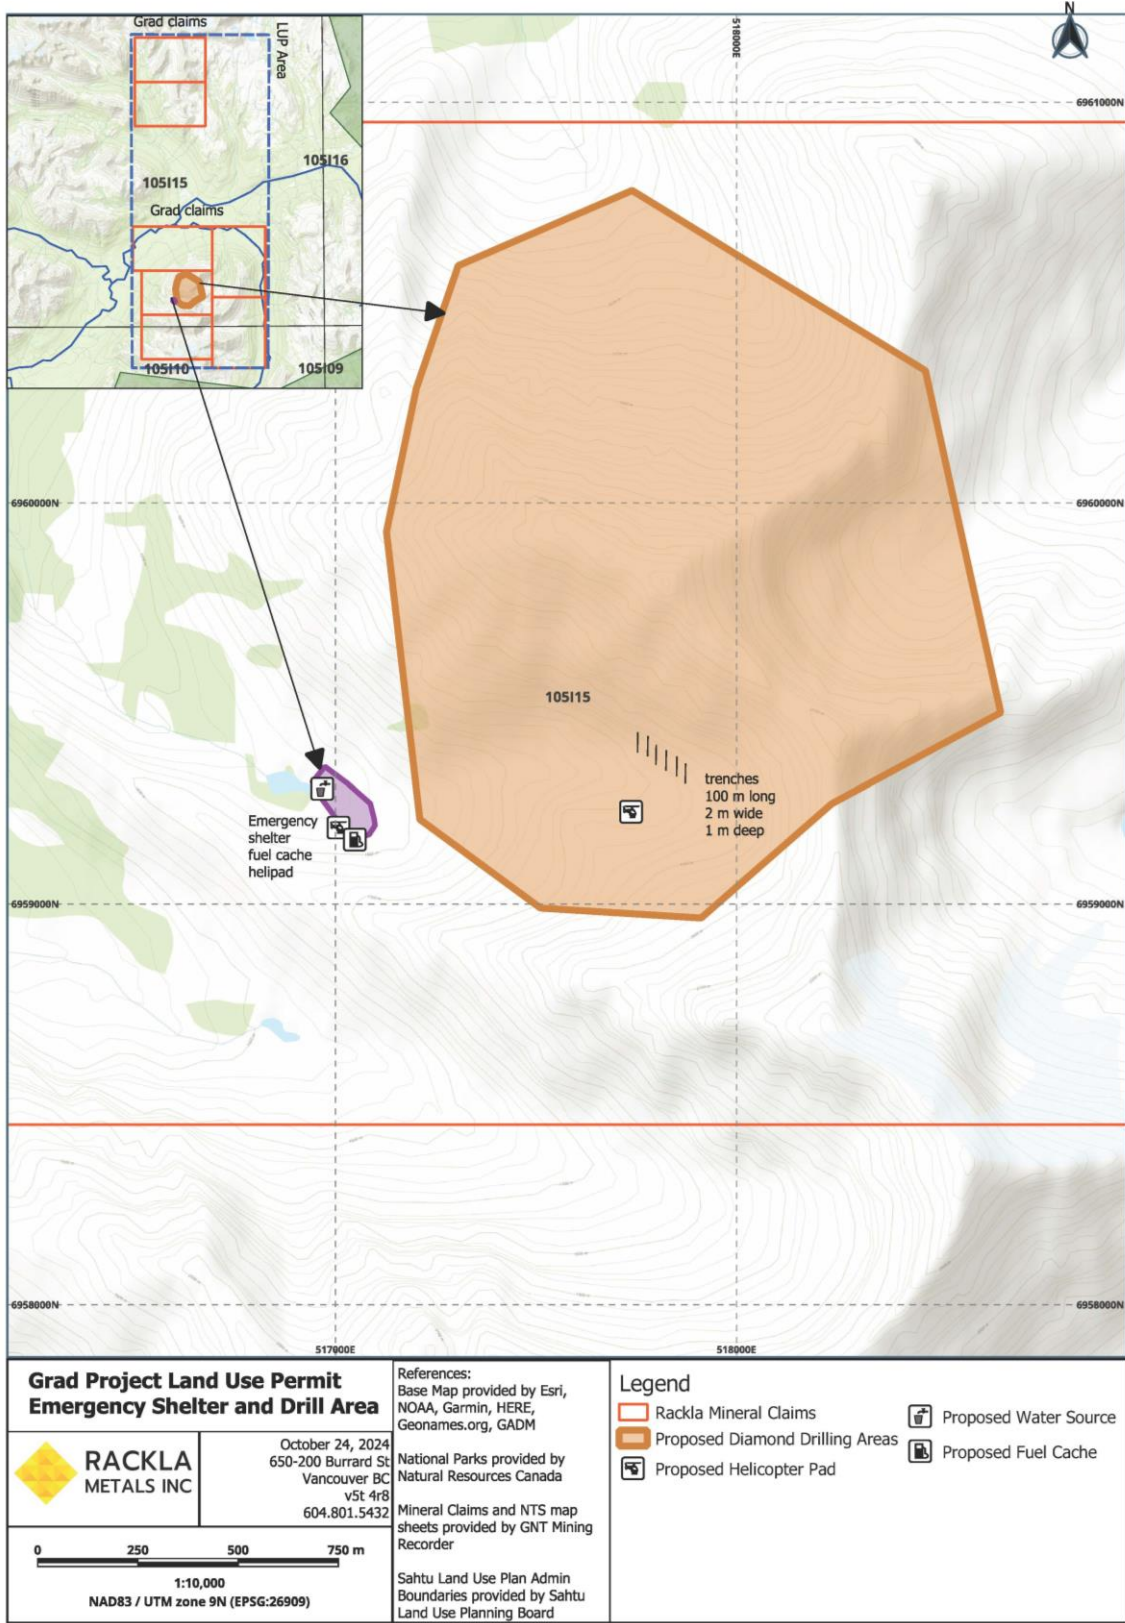 Grad claims
LUP Area
105I16
105I15
Grad claims
105I10
105I09
N
518000E
6961000N
6960000N
6960000N
105I15
trenches
100 m long
2 m wide
1 m deep
Emergency
shelter
fuel cache
helipad
6959000N
6959000N
6958000N
6958000N
517000E
518000E
Grad Project Land Use Permit
Emergency Shelter and Drill Area
RACKLA
METALS INC
October 24, 2024
650-200 Burrard St
Vancouver BC
v5t 4r8
604.801.5432
0 250 500 750 m
1:10,000
NAD83 / UTM zone 9N (EPSG:26909)
References:
Base Map provided by Esri,
NOAA, Garmin, HERE,
Geonames.org, GADM
National Parks provided by
Natural Resources Canada
Mineral Claims and NTS map
sheets provided by GNT Mining
Recorder
Sahtu Land Use Plan Admin
Boundaries provided by Sahtu
Land Use Planning Board
Legend
Rackla Mineral Claims
Proposed Diamond Drilling Areas
Proposed Helicopter Pad
Proposed Water Source
Proposed Fuel Cache